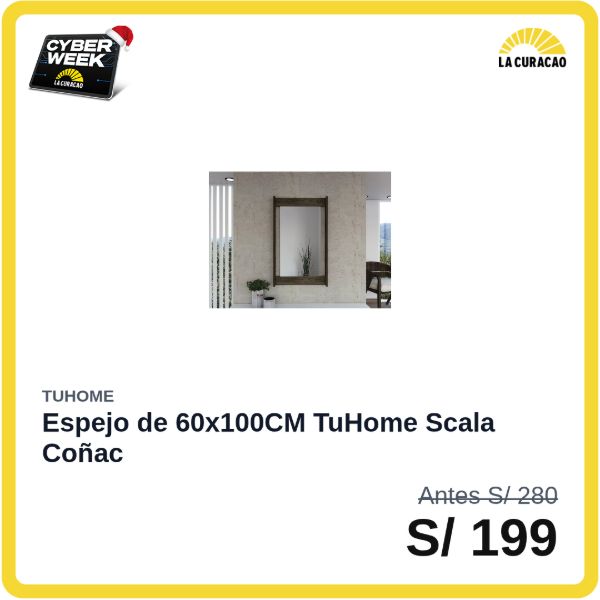 CYBER
WEEK
LA CURACAO
LA CURACAO
TUHOME
Espejo de 60x100CM TuHome Scala
Coñac
Antes S/ 280
S/ 199